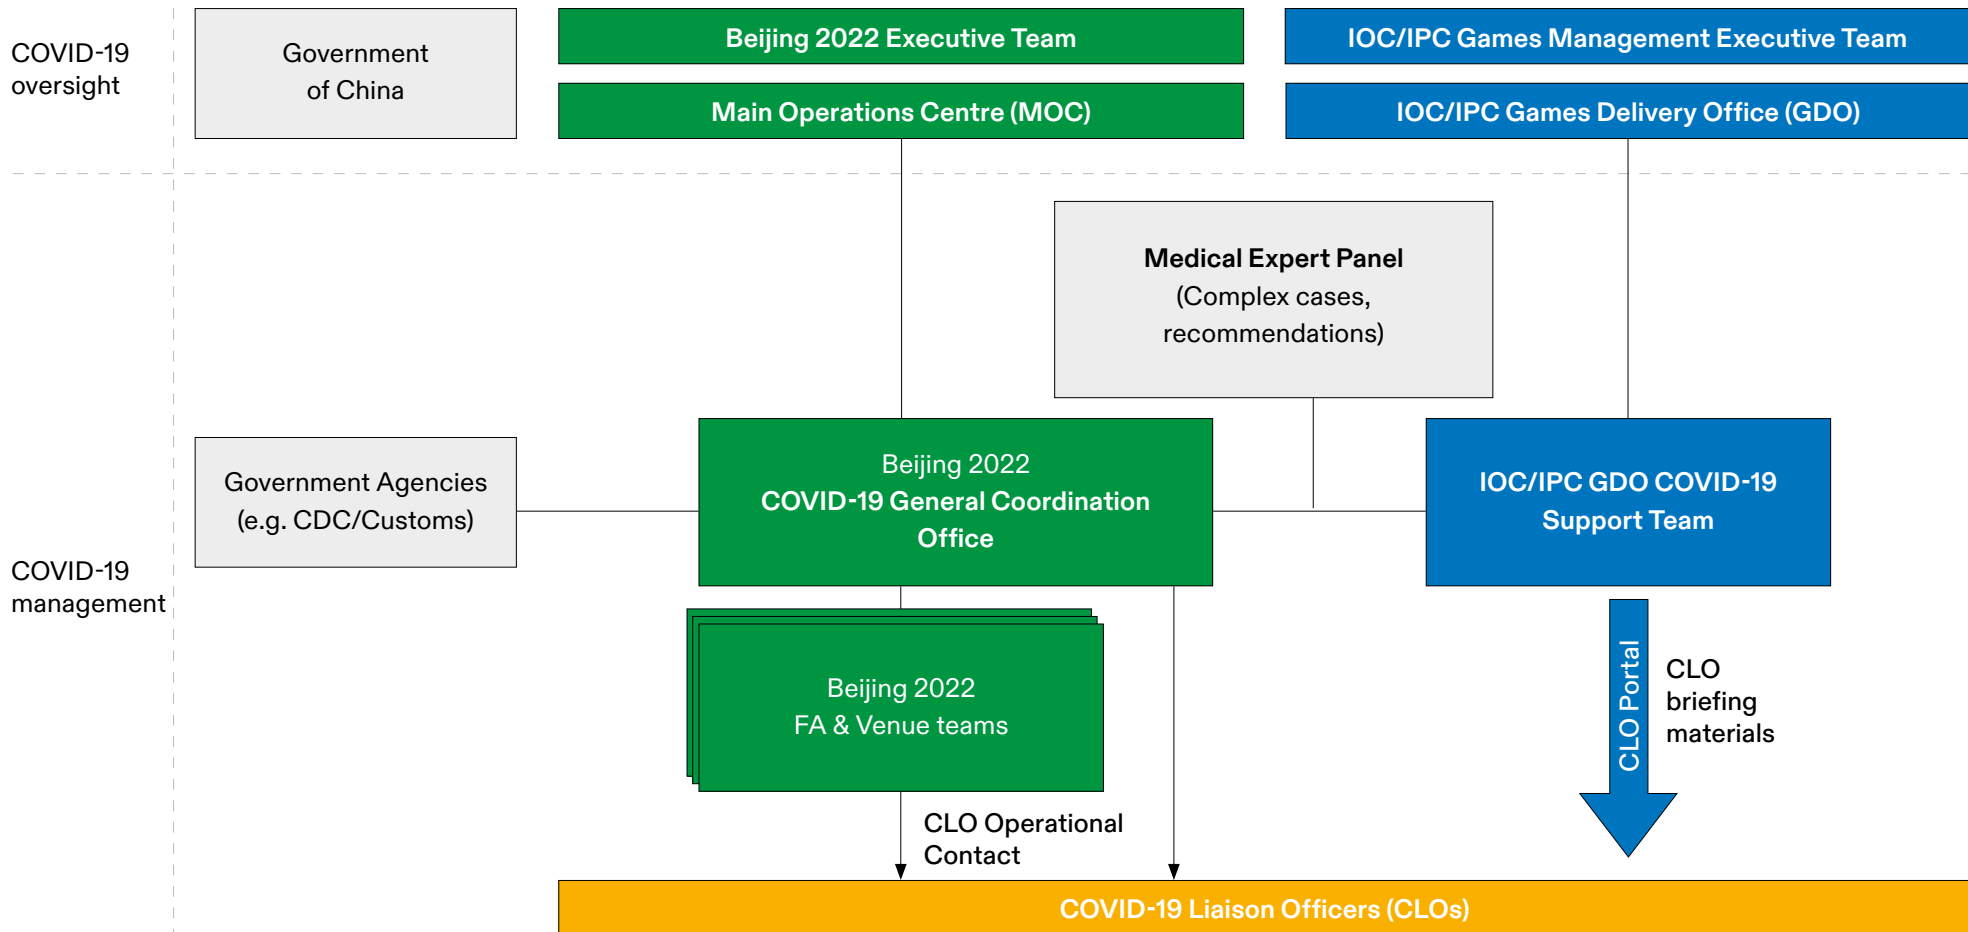 COVID-19
oversight
Government
of China
Beijing 2022 Executive Team
IOC/IPC Games Management Executive Team
Main Operations Centre (MOC)
IOC/IPC Games Delivery Office (GDO)
Medical Expert Panel
(Complex cases,
recommendations)
COVID-19
management
Government Agencies
(e.g. CDC/Customs)
Beijing 2022
COVID-19 General Coordination
Office
IOC/IPC GDO COVID-19
Support Team
Beijing 2022
FA & Venue teams
CLO Portal
CLO
briefing
materials
CLO Operational
Contact
COVID-19 Liaison Officers (CLOs)